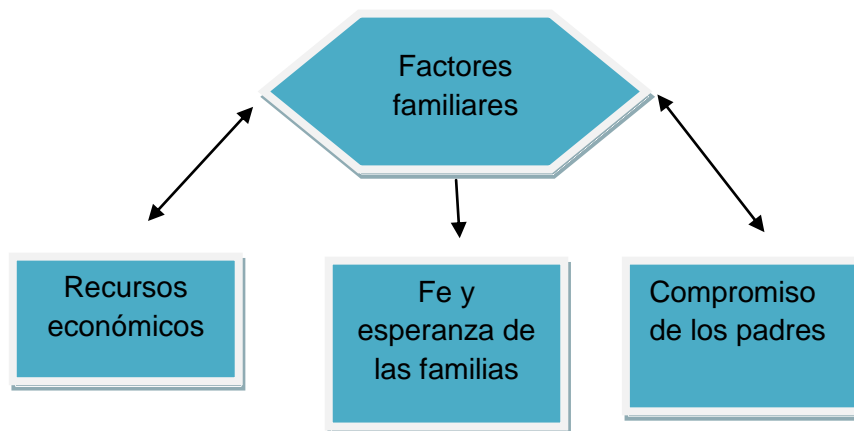 Factores
familiares
Recursos
económicos
Fe y
esperanza de
las familias
Compromiso
de los padres